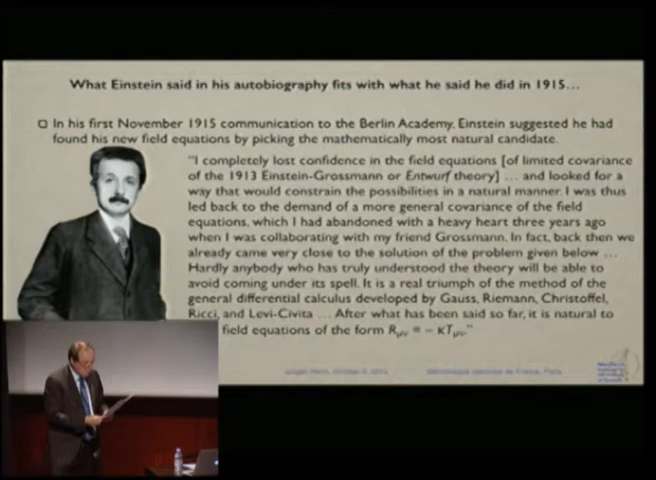 What Einstein said in his autobiography fits with what he said he did in 1915…
In his first November 1915 communication to the Berlin Academy, Einstein suggested he had
found his new field equations by picking the mathematically most natural candidate.
"I completely lost confidence in the field equations [of limited covariance
of the 1913 Einstein-Grossmann or Entwurf theory] … and looked for a
way that would constrain the possibilities in a natural manner. I was thus
led back to the demand of a more general covariance of the field
equations, which I had abandoned with a heavy heart three years ago
when I was collaborating with my friend Grossmann. In fact, back then we
already came very close to the solution of the problem given below …
Hardly anybody who has truly understood the theory will be able to
avoid coming under its spell. It is a real triumph of the method of the
general differential calculus developed by Gauss, Riemann, Christoffel,
Ricci, and Levi-Civita … After what has been said so far, it is natural to
field equations of the form Rμν = − κTμν."
Bibliothèque nationale de France, Paris